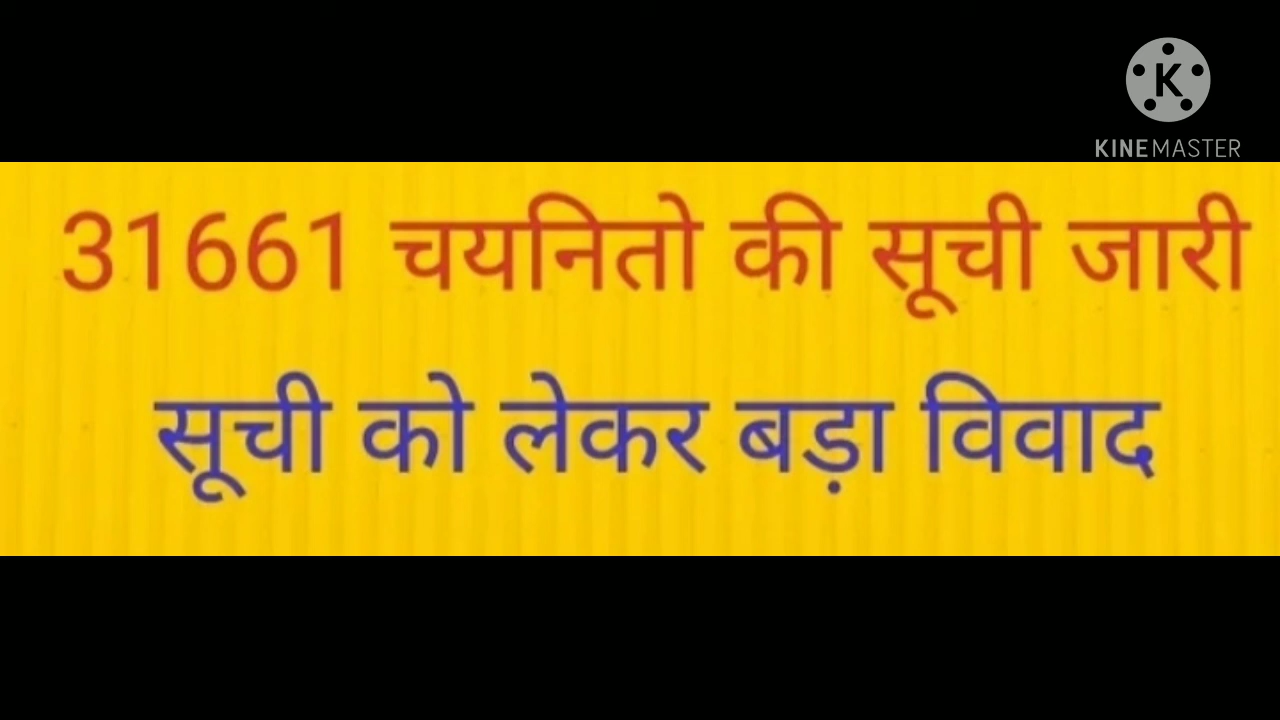 K
KINEMASTER
31661 चयनितो की सूची जारी
सूची को लेकर बड़ा विवाद